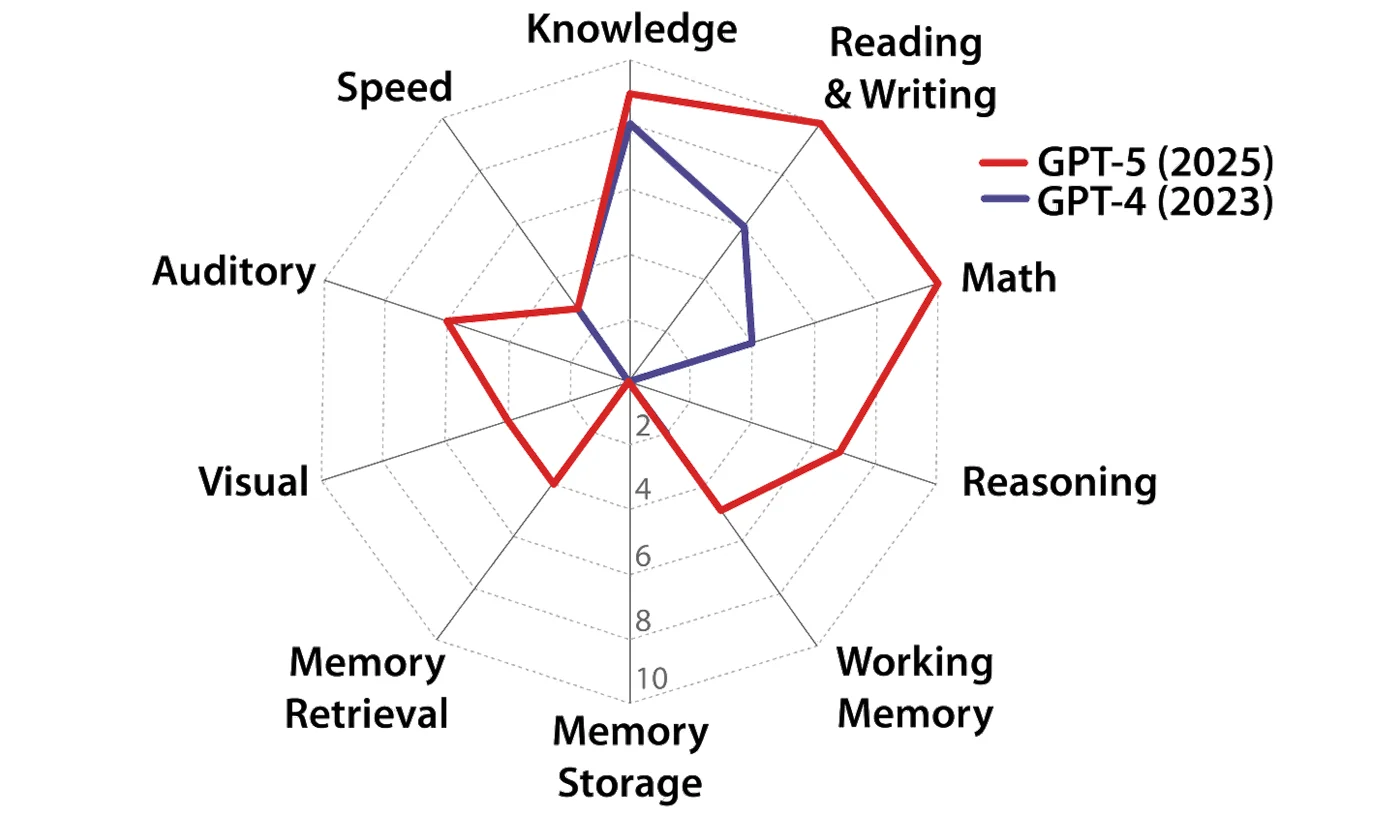 Knowledge
Reading
& Writing
Speed
GPT-5 (2025)
GPT-4 (2023)
Auditory
Math
2
4
Visual
Reasoning
6
8
10
Memory
Retrieval
Working
Memory
Memory
Storage